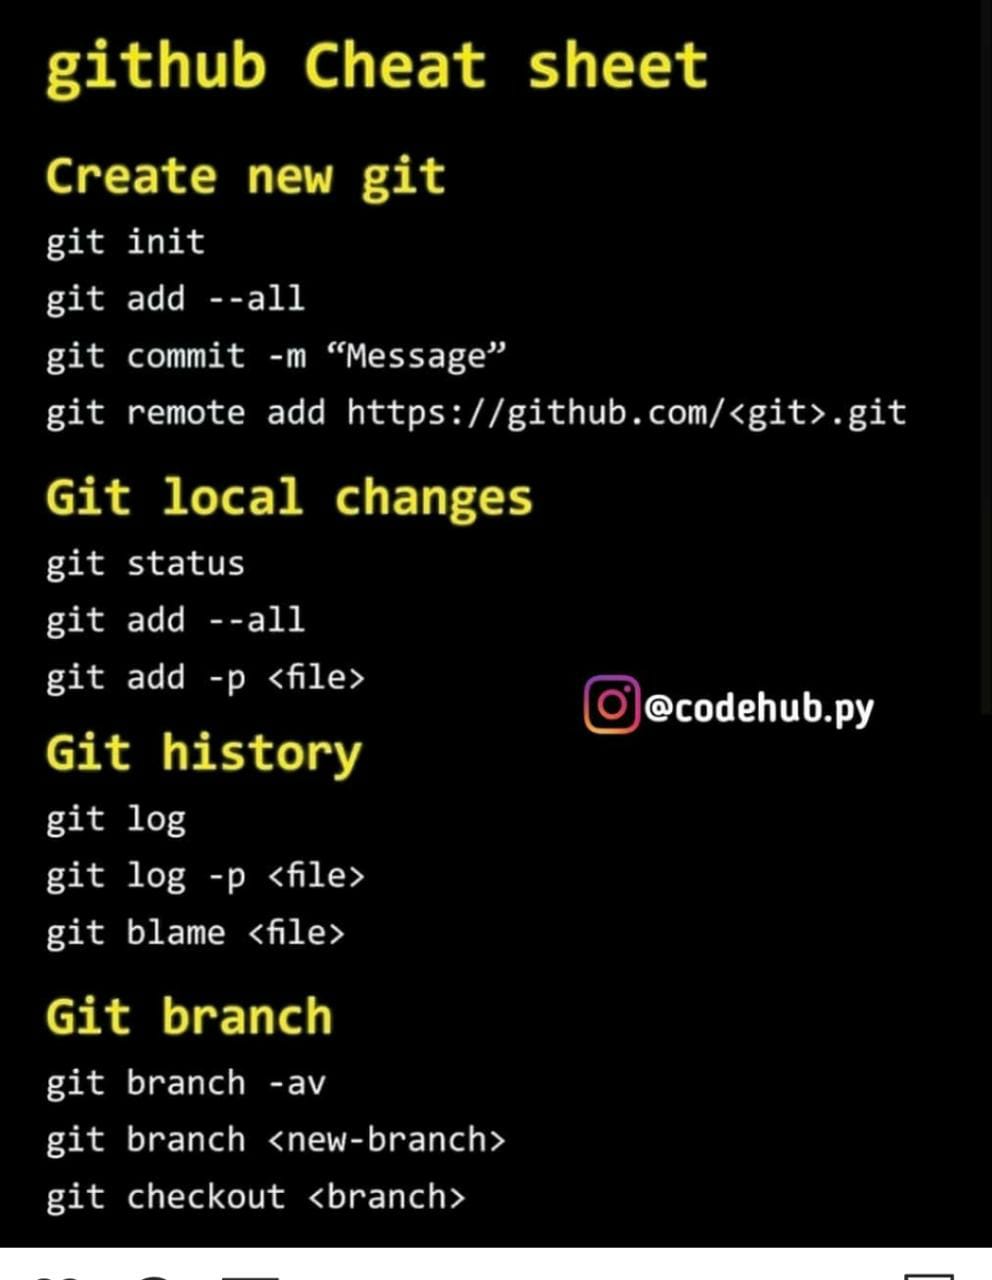 github Cheat sheet
Create new git
git init
git add --all
git commit -m “Message”
git remote add https://github.com/<git>.git
Git local changes
git status
git add --all
git add -p <file>
@codehub.py
Git history
git log
git log -p <file>
git blame <file>
Git branch
git branch -av
git branch <new-branch>
git checkout <branch>